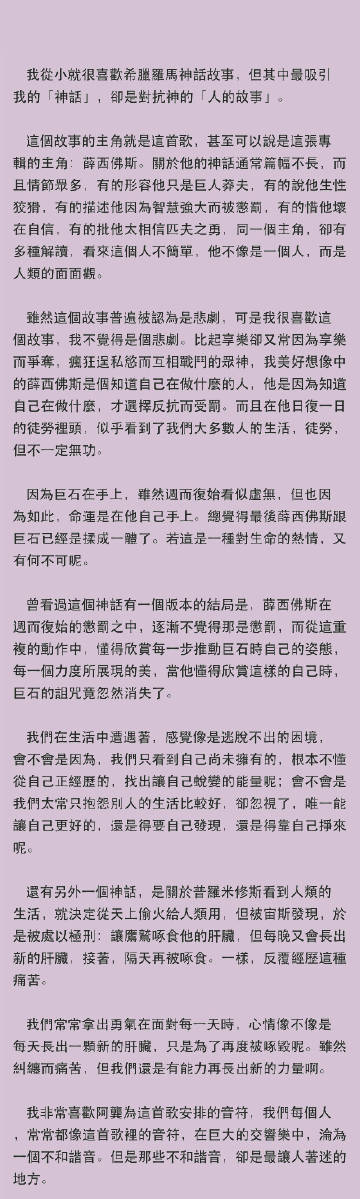 我從小就很喜歡希臘羅馬神話故事，但其中最吸引
我的「神話」，卻是對抗神的「人的故事」。
這個故事的主角就是這首歌，甚至可以說是這張專
輯的主角：薛西佛斯。關於他的神話通常篇幅不長，而
且情節眾多，有的形容他只是巨人莽夫，有的說他生性
狡猾，有的描述他因為智慧強大而被懲罰，有的惜他壞
在自信，有的批他太相信匹夫之勇，同一個主角，卻有
多種解讀，看來這個人不簡單，他不像是一個人，而是
人類的面面觀。
雖然這個故事普遍被認為是悲劇，可是我很喜歡這
個故事，我不覺得是個悲劇。比起享樂卻又常因為享樂
而爭奪，瘋狂逞私慾而互相戰鬥的眾神，我美好想像中
的薛西佛斯是個知道自己在做什麼的人，他是因為知道
自己在做什麼，才選擇反抗而受罰。而且在他日復一日
的徒勞裡頭，似乎看到了我們大多數人的生活，徒勞，
但不一定無功。
因為巨石在手上，雖然週而復始看似虛無，但也因
為如此，命運是在他自己手上。總覺得最後薛西佛斯跟
巨石已經是揉成一體了。若這是一種對生命的熱情，又
有何不可呢。
曾看過這個神話有一個版本的結局是，薛西佛斯在
週而復始的懲罰之中，逐漸不覺得那是懲罰，而從這重
複的動作中，懂得欣賞每一步推動巨石時自己的姿態，
每一個力度所展現的美，當他懂得欣賞這樣的自己時，
巨石的詛咒竟忽然消失了。
我們在生活中遭遇著，感覺像是逃脫不出的困境，
會不會是因為，我們只看到自己尚未擁有的，根本不懂
從自己正經歷的，找出讓自己蛻變的能量呢；會不會是
我們太常只抱怨別人的生活比較好，卻忽視了，唯一能
讓自己更好的，還是得要自己發現，還是得靠自己掙來
呢。
還有另外一個神話，是關於普羅米修斯看到人類的
生活，就決定從天上偷火給人類用，但被宙斯發現，於
是被處以極刑：讓鷹鷲啄食他的肝臟，但每晚又會長出
新的肝臟，接著，隔天再被啄食。一樣，反覆經歷這種
痛苦。
我們常常拿出勇氣在面對每一天時，心情像不像是
每天長出一顆新的肝臟，只是為了再度被啄毀呢。雖然
糾纏而痛苦，但我們還是有能力再長出新的力量啊。
我非常喜歡阿龔為這首歌安排的音符，我們每個人
，常常都像這首歌裡的音符，在巨大的交響樂中，淪為
一個不和諧音。但是那些不和諧音，卻是最讓人著迷的
地方。